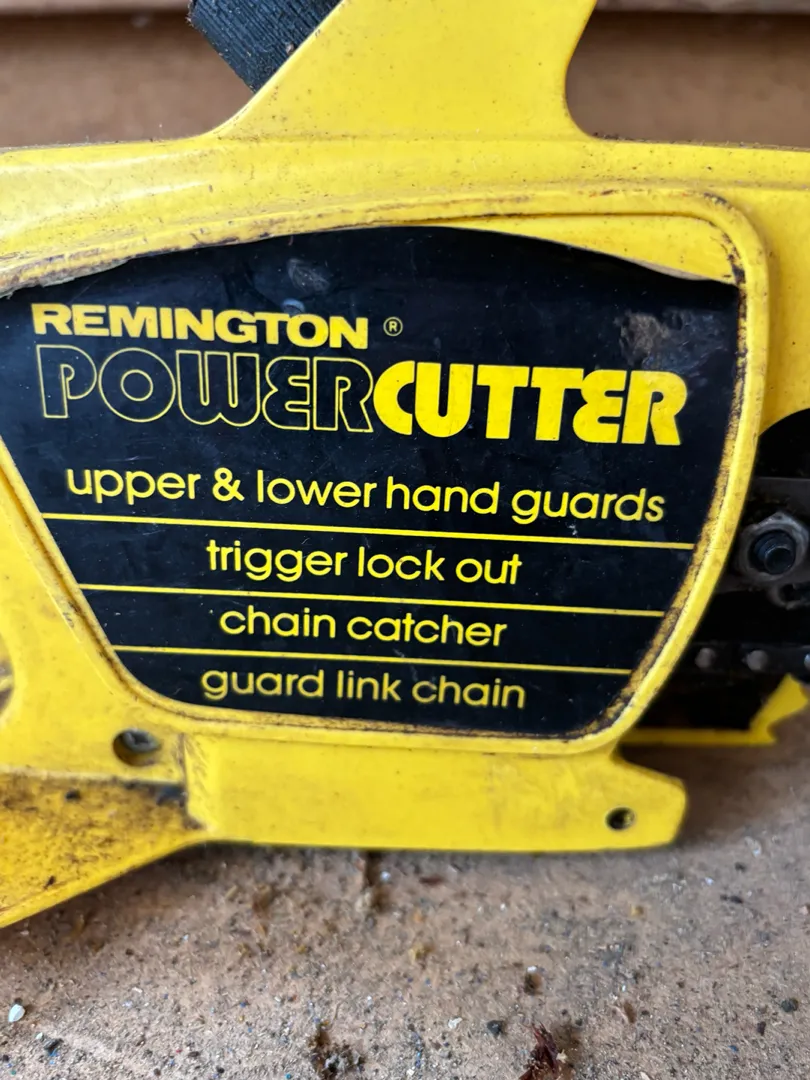 REMINGTON ®
POWERCUTTER
upper & lower hand guards
trigger lock out
chain catcher
guard link chain